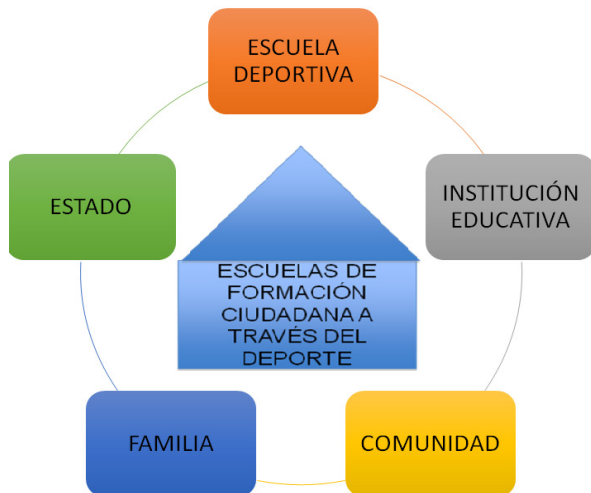 ESCUELA
DEPORTIVA
ESTADO
INSTITUCIÓN
EDUCATIVA
ESCUELAS DE
FORMACIÓN
CIUDADANA A
TRAVÉS DEL
DEPORTE
FAMILIA
COMUNIDAD